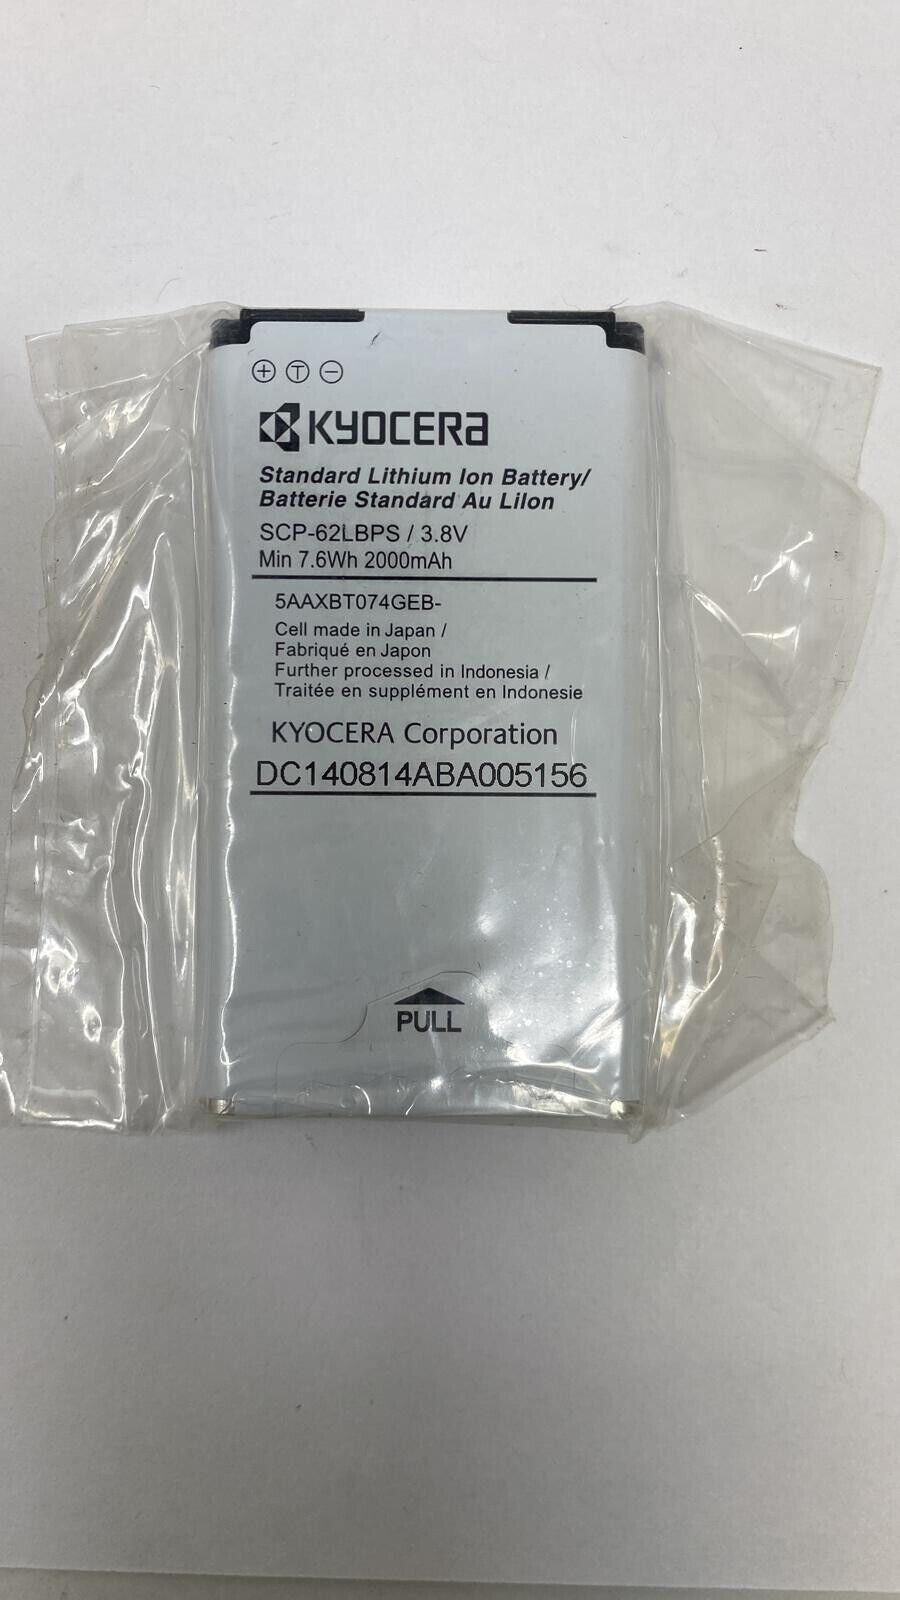 + T −
KYOCERA
Standard Lithium Ion Battery/
Batterie Standard Au LiIon
SCP-62LBPS / 3.8V
Min 7.6Wh 2000mAh
5AAXBT074GEB-
Cell made in Japan /
Fabriqué en Japon
Further processed in Indonesia /
Traitée en supplément en Indonesie
KYOCERA Corporation
DC140814ABA005156
PULL